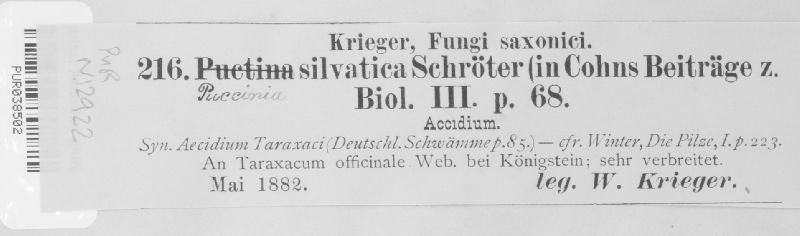 Krieger, Fungi saxonici.
216. Puctina silvatica Schröter (in Cohns Beiträge z.
Puccinia
Biol. III. p. 68.
Accidium.
Syn. Aecidium Taraxaci (Deutschl. Schwämme p. 85.) — cfr. Winter, Die Pilze, I. p. 223.
An Taraxacum officinale Web. bei Königstein; sehr verbreitet.
Mai 1882.
leg. W. Krieger.
PUR038502
PUR
N.2922